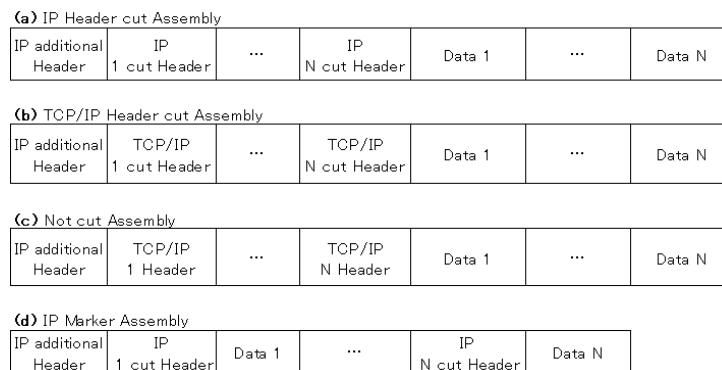 (a) IP Header cut Assembly
IP additional Header IP 1 cut Header … IP N cut Header Data 1 … Data N
(b) TCP/IP Header cut Assembly
IP additional Header TCP/IP 1 cut Header … TCP/IP N cut Header Data 1 … Data N
(c) Not cut Assembly
IP additional Header TCP/IP 1 Header … TCP/IP N Header Data 1 … Data N
(d) IP Marker Assembly
IP additional Header IP 1 cut Header Data 1 … IP N cut Header Data N